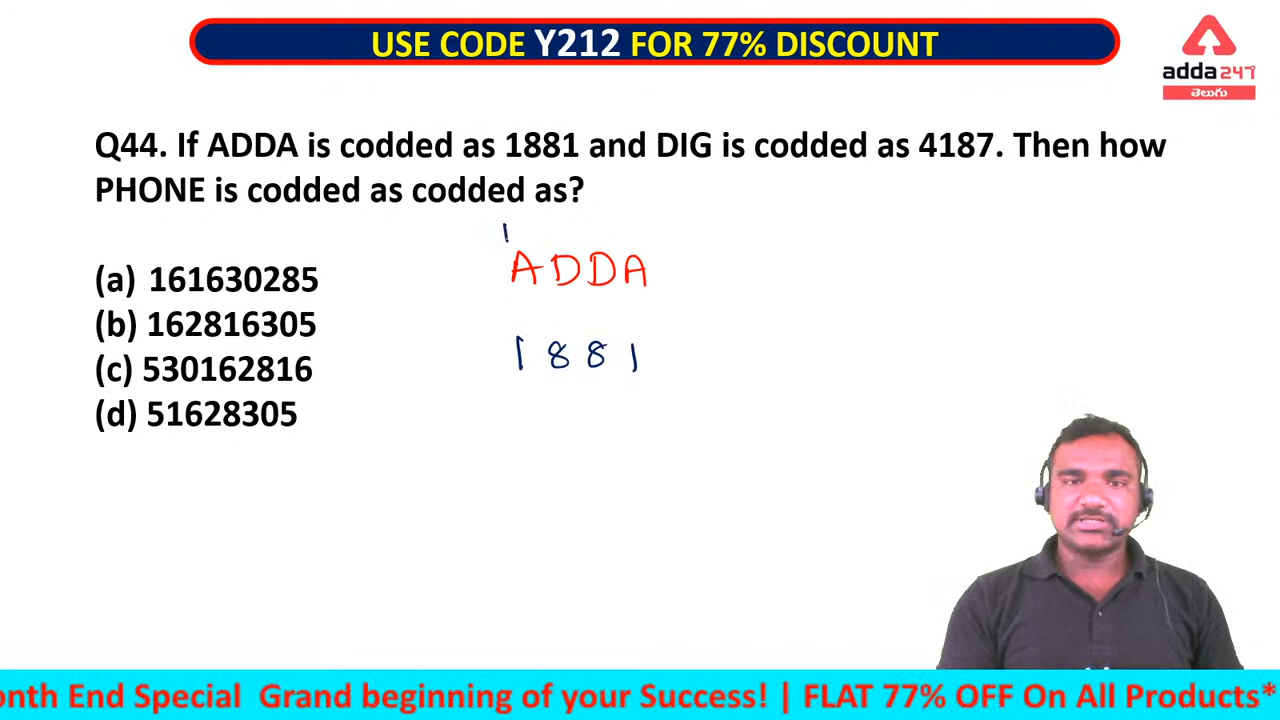 USE CODE Y212 FOR 77% DISCOUNT
adda247
తెలుగు
Q44. If ADDA is codded as 1881 and DIG is codded as 4187. Then how
PHONE is codded as codded as?
(a) 161630285
(b) 162816305
(c) 530162816
(d) 51628305
1
ADDA
1881
onth End Special Grand beginning of your Success! | FLAT 77% OFF On All Products*